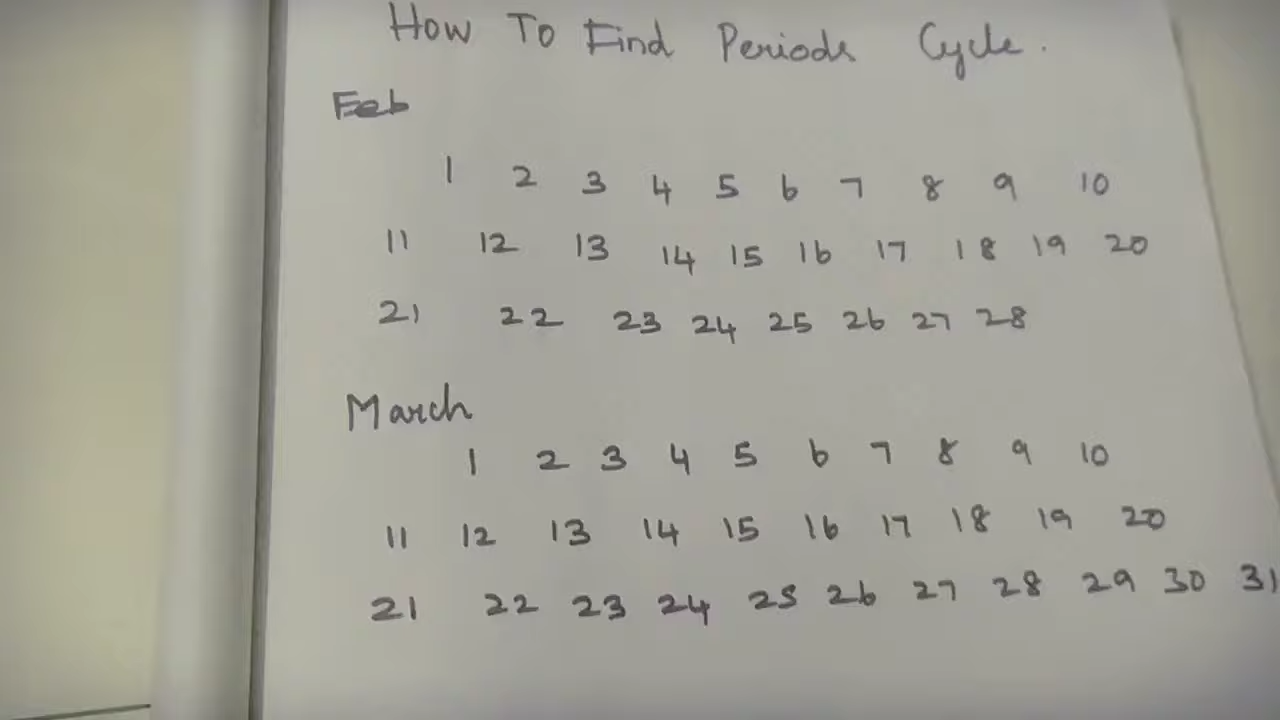 How To Find Periods Cycle.
Feb
1 2 3 4 5 6 7 8 9 10
11 12 13 14 15 16 17 18 19 20
21 22 23 24 25 26 27 28
March
1 2 3 4 5 6 7 8 9 10
11 12 13 14 15 16 17 18 19 20
21 22 23 24 25 26 27 28 29 30 31